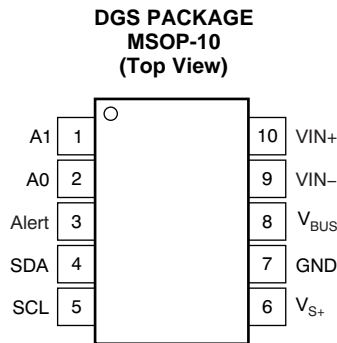 DGS PACKAGE
MSOP-10
(Top View)
A1 1 10 VIN+
A0 2 9 VIN−
Alert 3 8 VBUS
SDA 4 7 GND
SCL 5 6 VS+